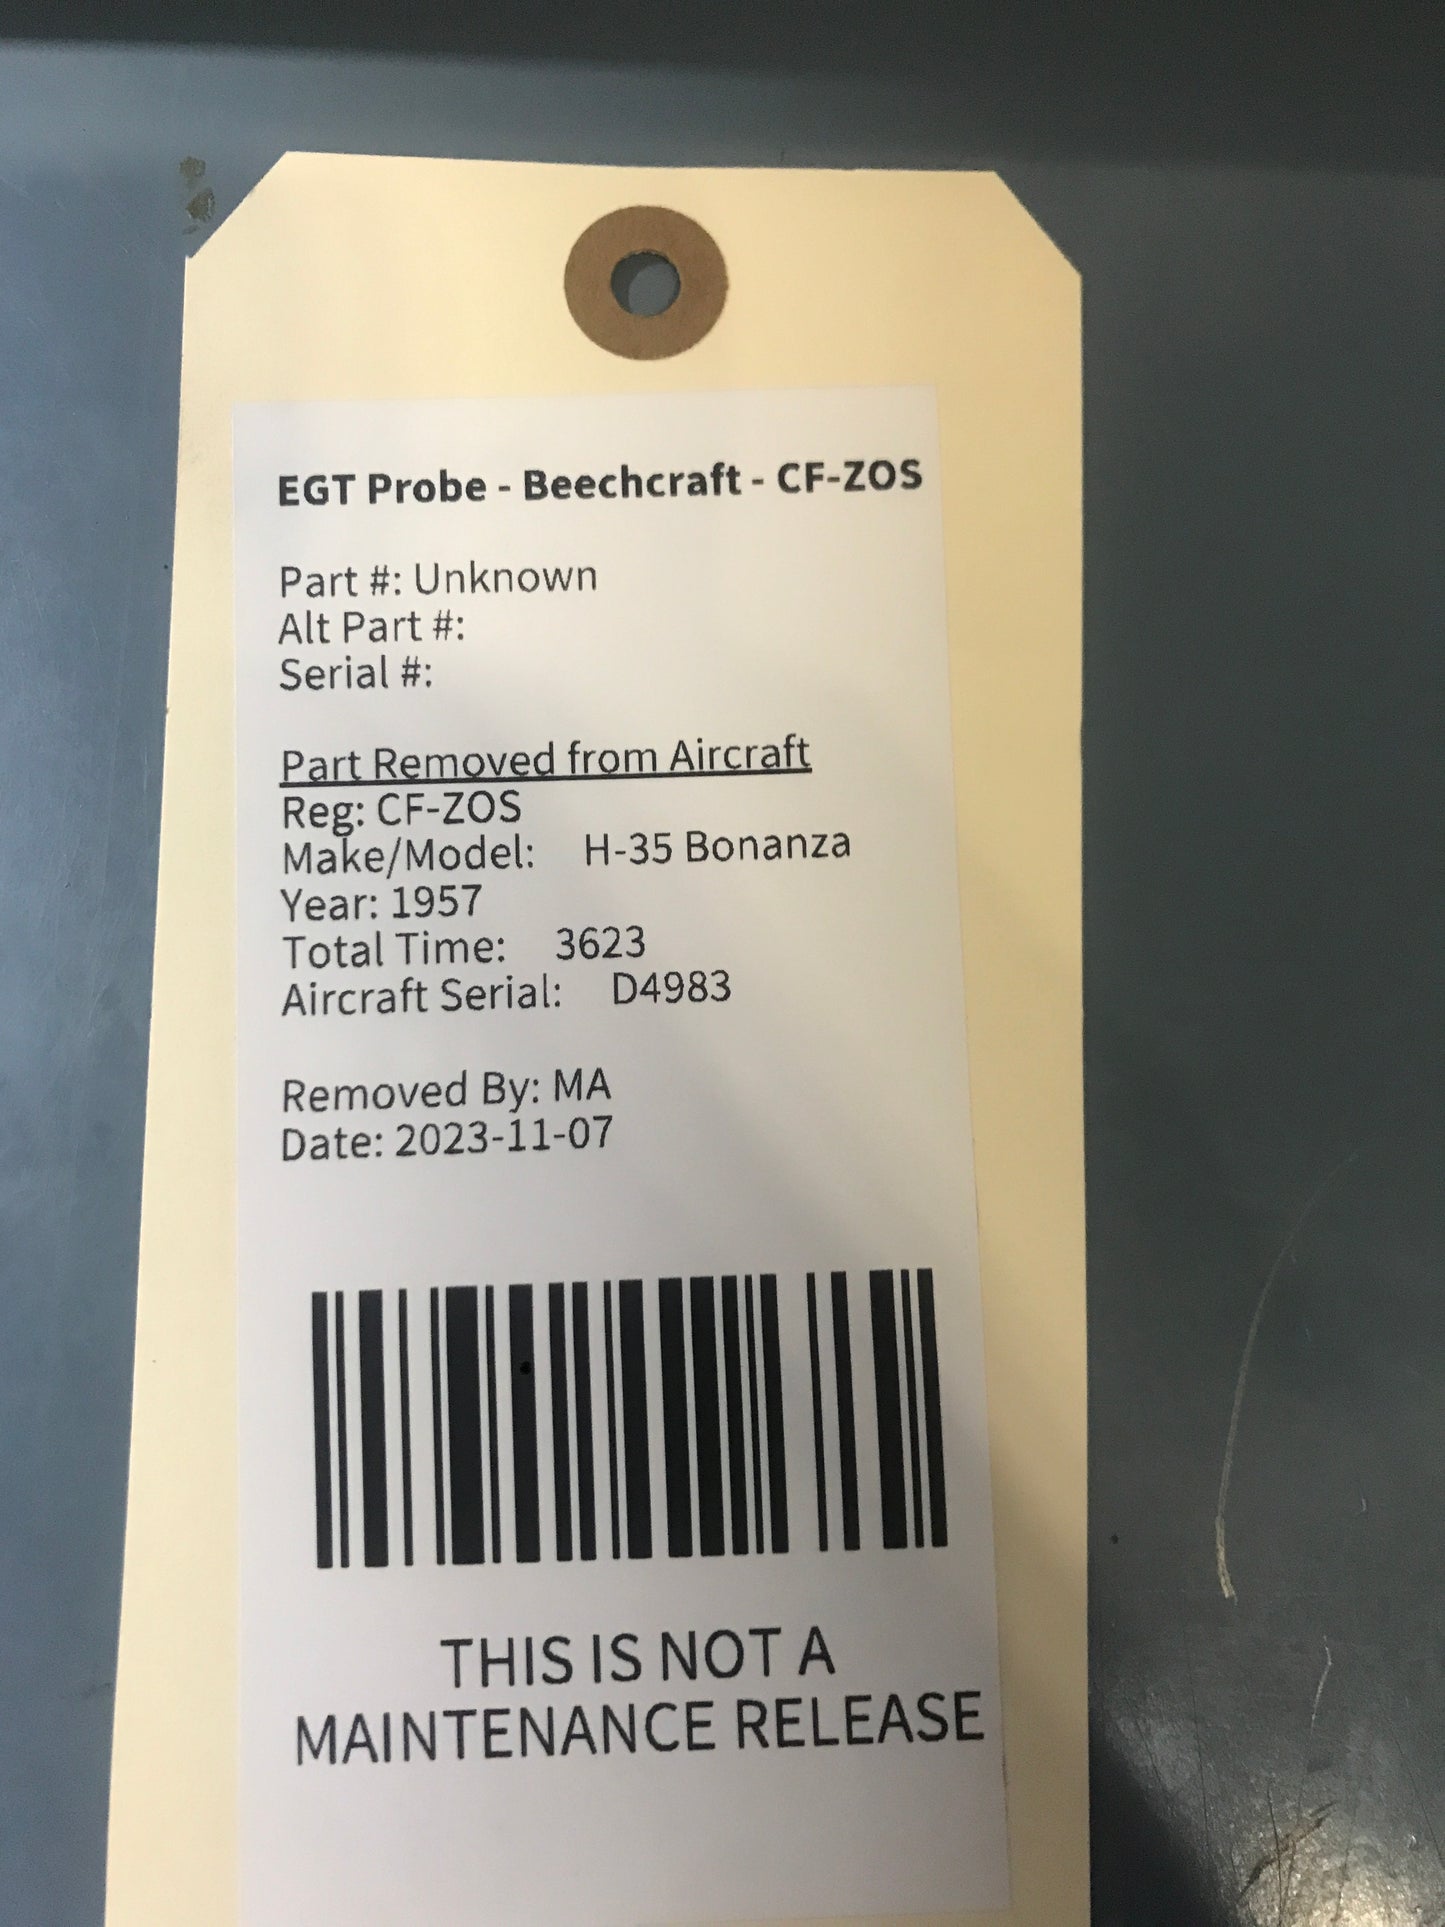 EGT Probe - Beechcraft - CF-ZOS
Part #: Unknown
Alt Part #:
Serial #:
Part Removed from Aircraft
Reg: CF-ZOS
Make/Model: H-35 Bonanza
Year: 1957
Total Time: 3623
Aircraft Serial: D4983
Removed By: MA
Date: 2023-11-07
THIS IS NOT A
MAINTENANCE RELEASE